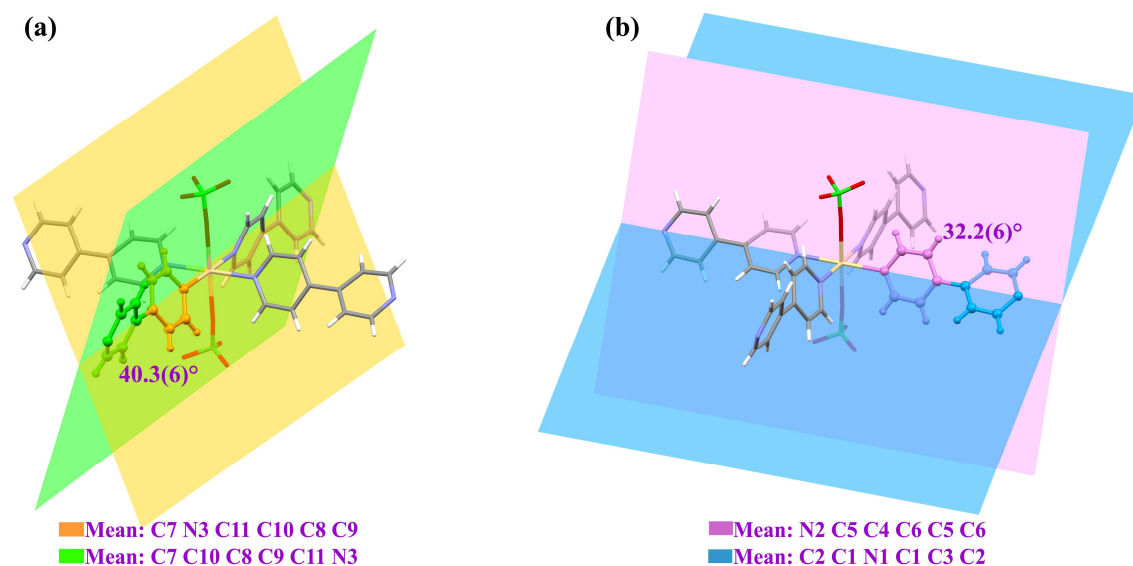 (a)
(b)
32.2(6)°
40.3(6)°
Mean: C7 N3 C11 C10 C8 C9
Mean: C7 C10 C8 C9 C11 N3
Mean: N2 C5 C4 C6 C5 C6
Mean: C2 C1 N1 C1 C3 C2